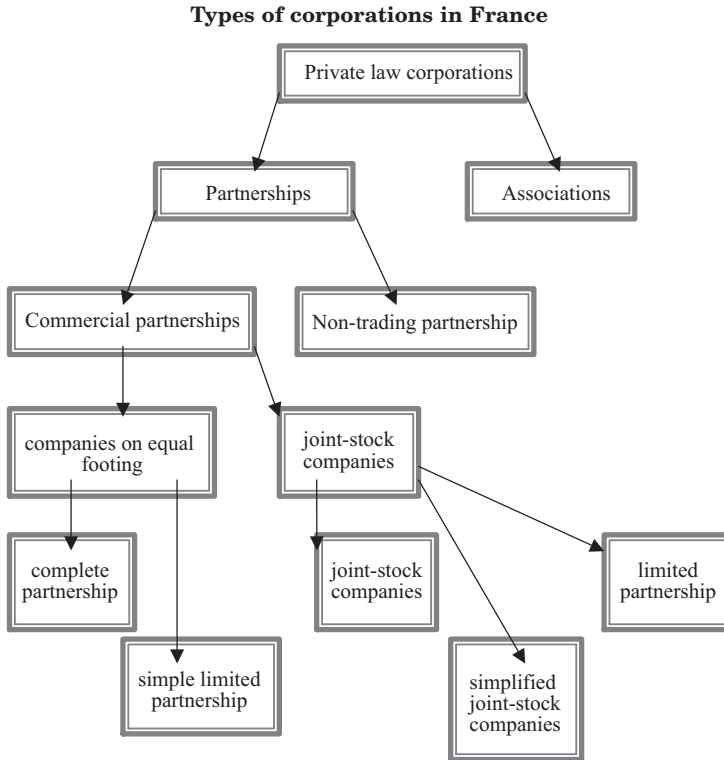 Types of corporations in France
Private law corporations
Partnerships
Associations
Commercial partnerships
Non-trading partnership
companies on equal
footing
joint-stock
companies
complete
partnership
joint-stock
companies
limited
partnership
simple limited
partnership
simplified
joint-stock
companies